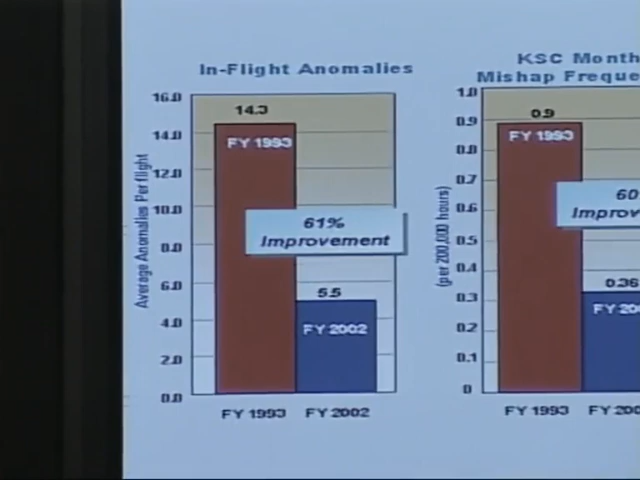 In-Flight Anomalies
16.0
14.0
12.0
10.0
8.0
6.0
4.0
2.0
0.0
Average Anomalies Per flight
14.3
FY 1993
61%
Improvement
5.5
FY 2002
FY 1993 FY 2002
KSC Month
Mishap Freque
1.0
0.9
0.8
0.7
0.6
0.5
0.4
0.3
0.2
0.1
0
(per 200,000 hours)
0.9
FY 1993
60
Improv
0.36
FY 200
FY 1993 FY 200